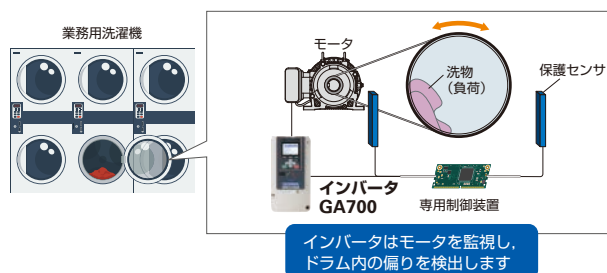 業務用洗濯機
モータ
洗物
（負荷）
保護センサ
インバータ
GA700
専用制御装置
インバータはモータを監視し，
ドラム内の偏りを検出します